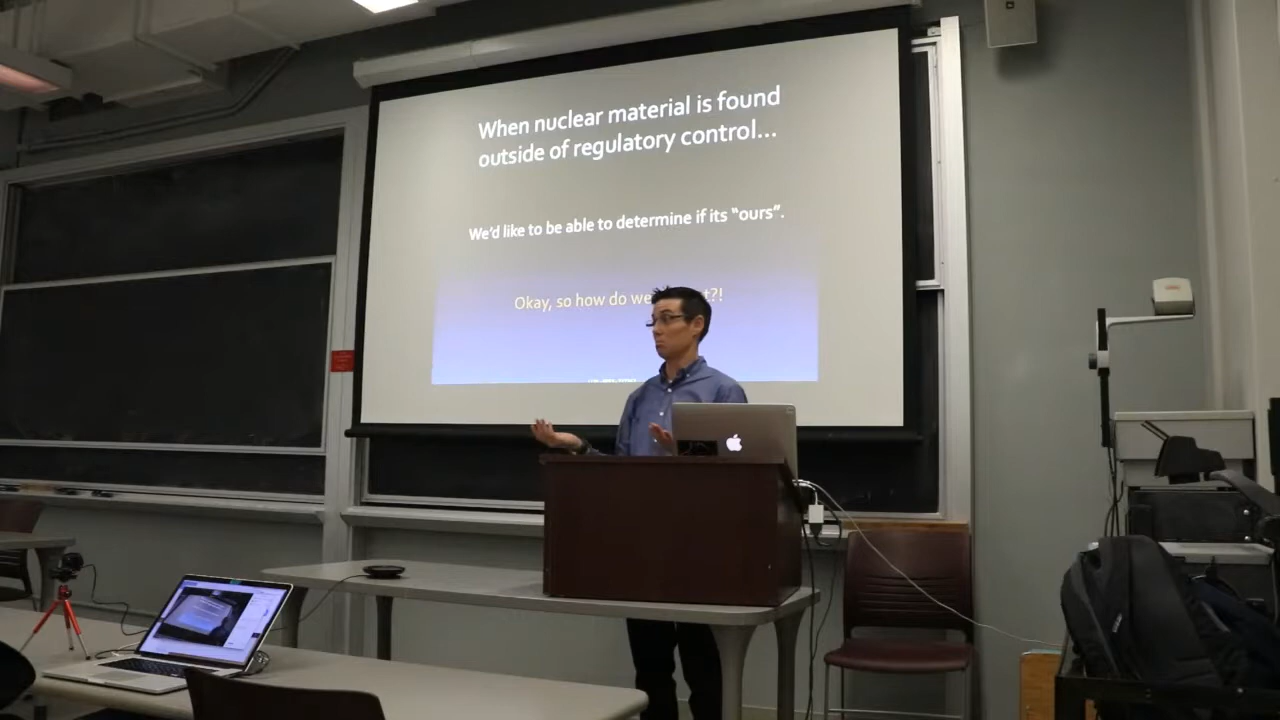 When nuclear material is found
outside of regulatory control...
We'd like to be able to determine if its "ours".
Okay, so how do we t?!